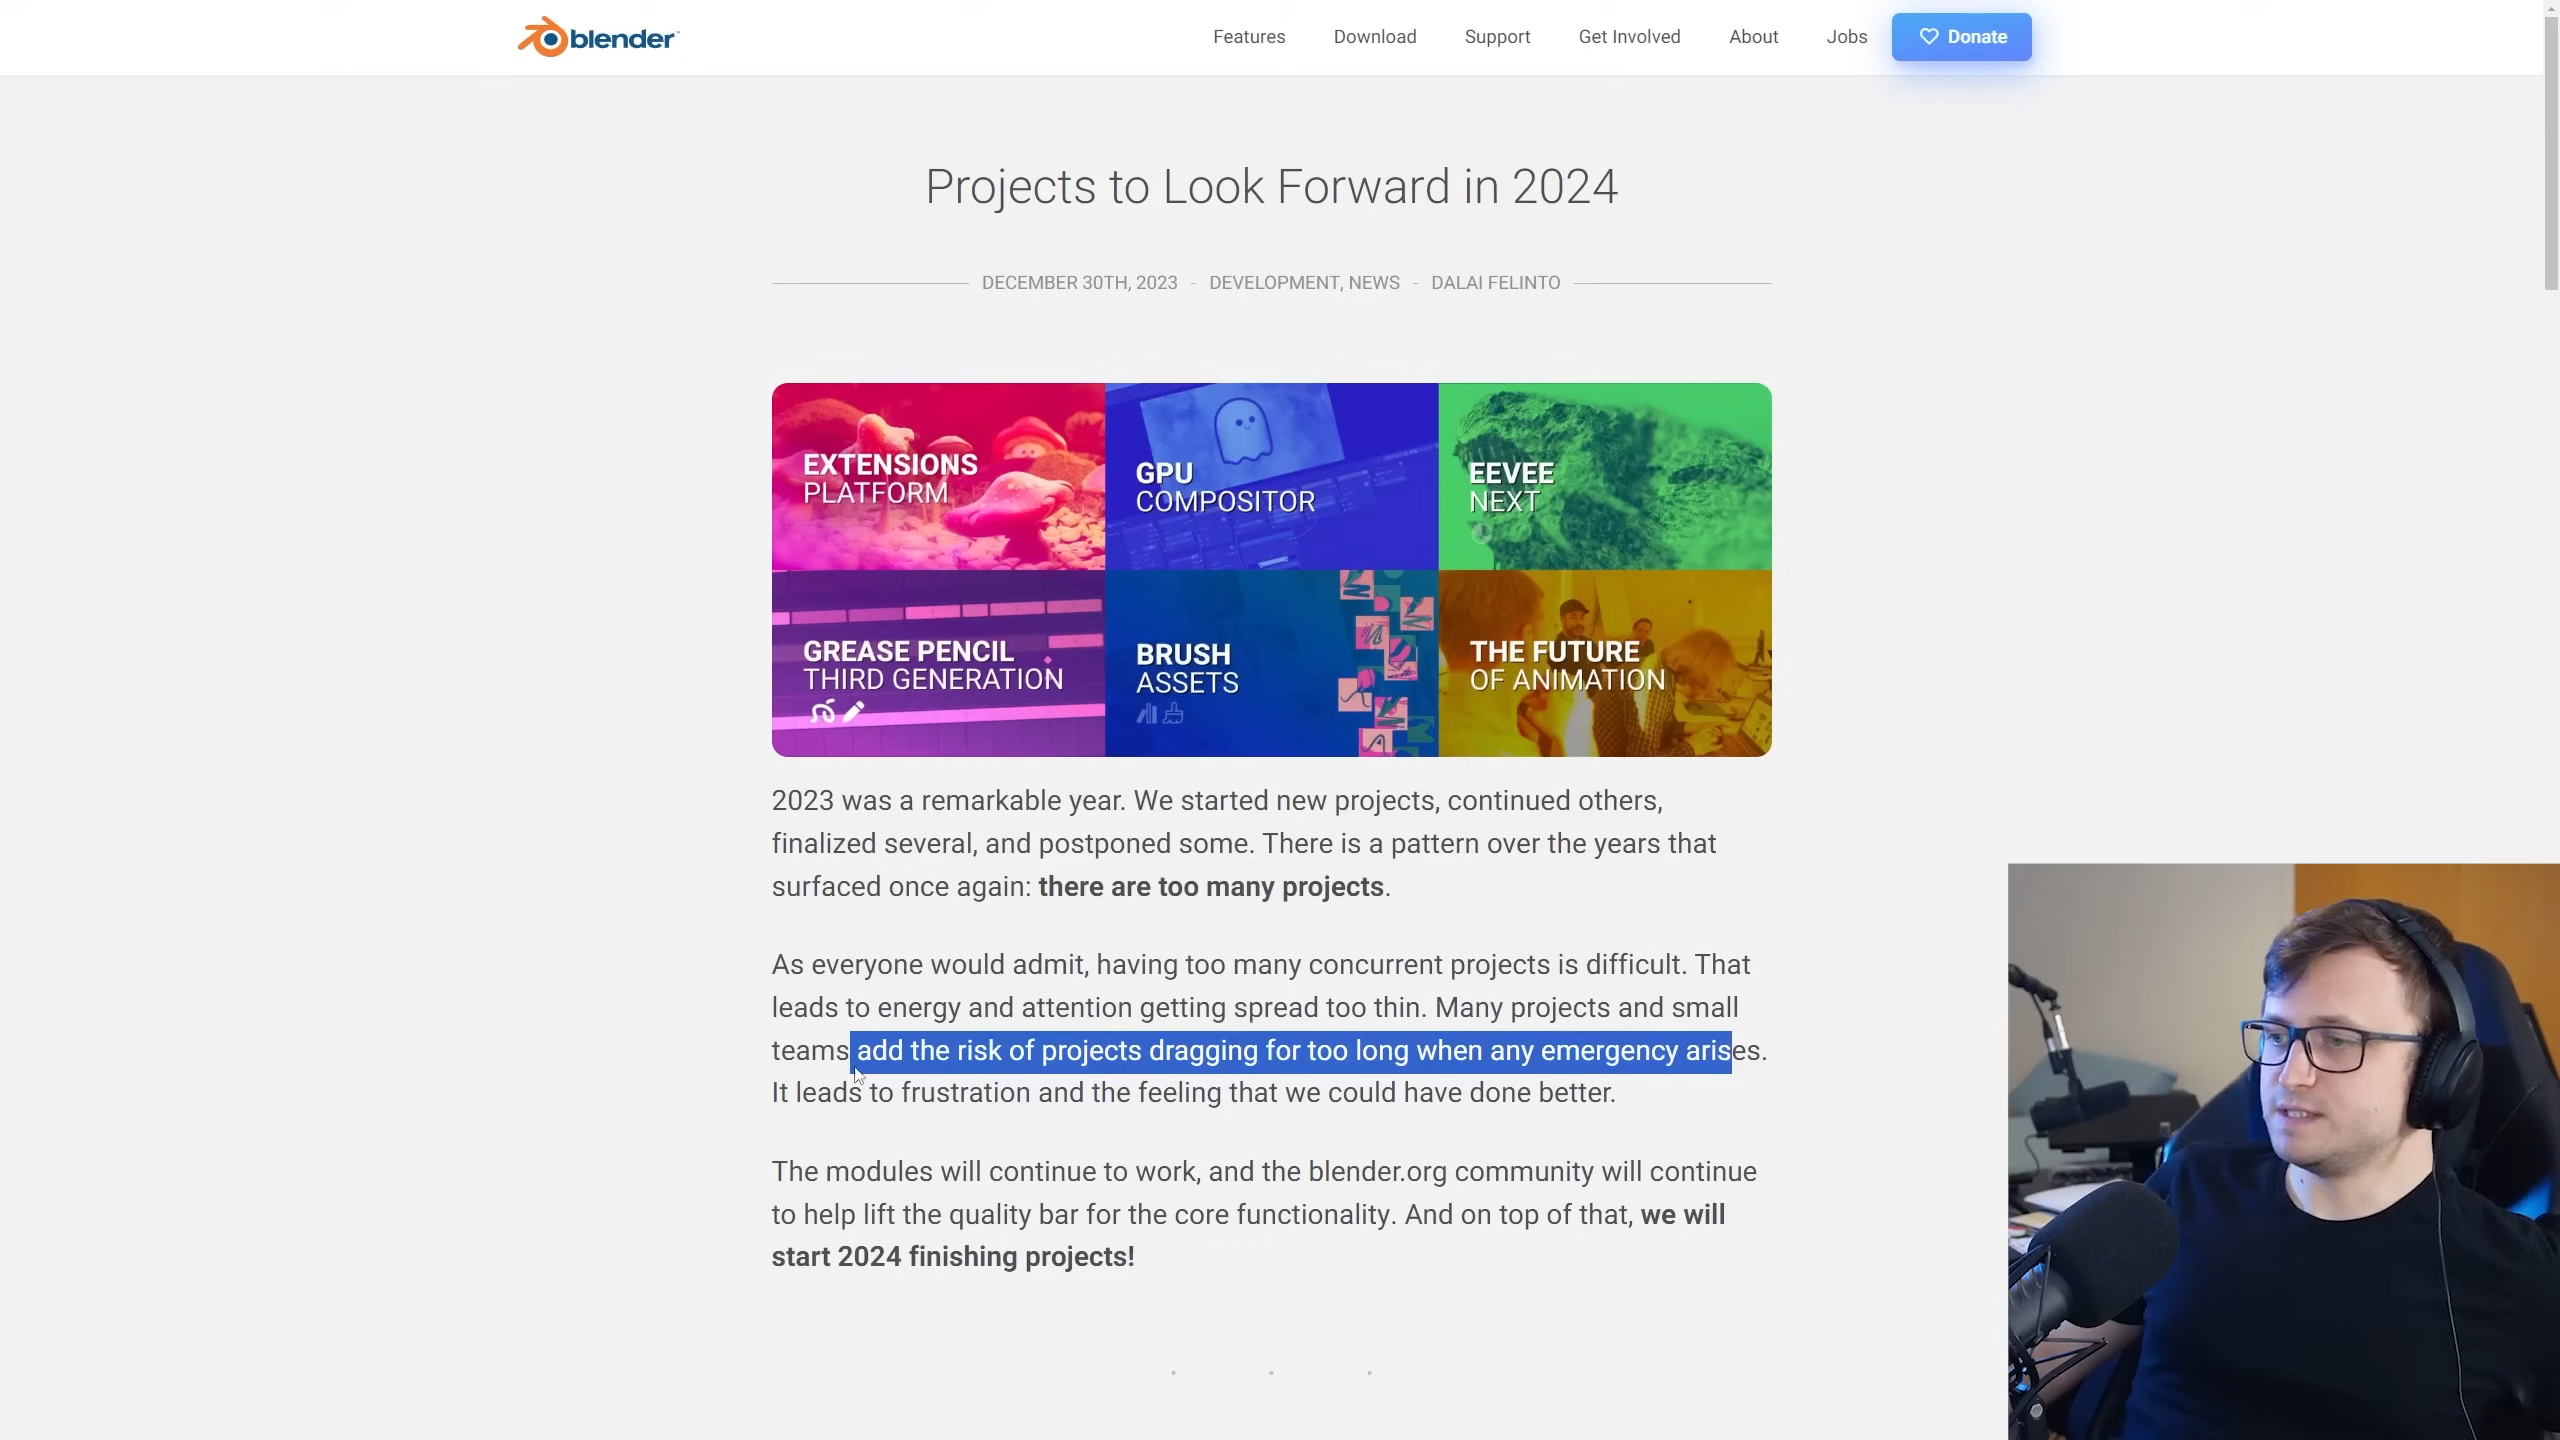 blender
Features Download Support Get Involved About Jobs Donate
Projects to Look Forward in 2024
DECEMBER 30TH, 2023 - DEVELOPMENT, NEWS - DALAI FELINTO
EXTENSIONS
PLATFORM
GPU
COMPOSITOR
EEVEE
NEXT
GREASE PENCIL
THIRD GENERATION
BRUSH
ASSETS
THE FUTURE
OF ANIMATION
2023 was a remarkable year. We started new projects, continued others,
finalized several, and postponed some. There is a pattern over the years that
surfaced once again: there are too many projects.
As everyone would admit, having too many concurrent projects is difficult. That
leads to energy and attention getting spread too thin. Many projects and small
teams add the risk of projects dragging for too long when any emergency arises.
It leads to frustration and the feeling that we could have done better.
The modules will continue to work, and the blender.org community will continue
to help lift the quality bar for the core functionality. And on top of that, we will
start 2024 finishing projects!